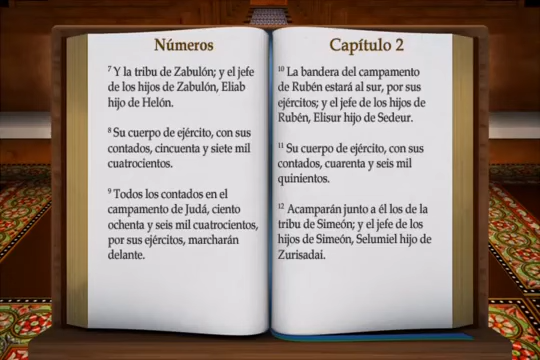 Números
⁷ Y la tribu de Zabulón; y el jefe
de los hijos de Zabulón, Eliab
hijo de Helón.
⁸ Su cuerpo de ejército, con sus
contados, cincuenta y siete mil
cuatrocientos.
⁹ Todos los contados en el
campamento de Judá, ciento
ochenta y seis mil cuatrocientos,
por sus ejércitos, marcharán
delante.
Capítulo 2
¹⁰ La bandera del campamento
de Rubén estará al sur, por sus
ejércitos; y el jefe de los hijos de
Rubén, Elisur hijo de Sedeur.
¹¹ Su cuerpo de ejército, con sus
contados, cuarenta y seis mil
quinientos.
¹² Acamparán junto a él los de la
tribu de Simeón; y el jefe de los
hijos de Simeón, Selumiel hijo de
Zurisadai.